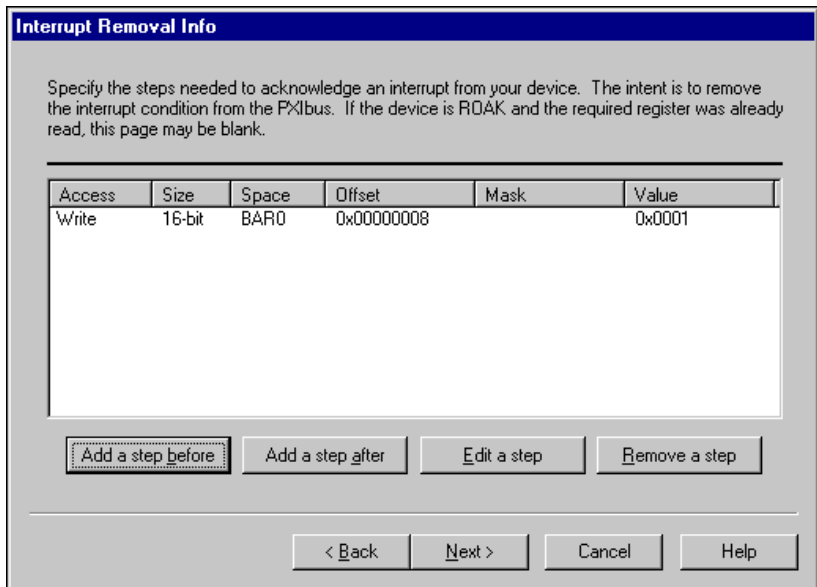 Interrupt Removal Info
Specify the steps needed to acknowledge an interrupt from your device. The intent is to remove
the interrupt condition from the PXIbus. If the device is ROAK and the required register was already
read, this page may be blank.
Access Size Space Offset Mask Value
Write 16-bit BAR0 0x00000008 0x0001
Add a step before Add a step after Edit a step Remove a step
< Back Next > Cancel Help